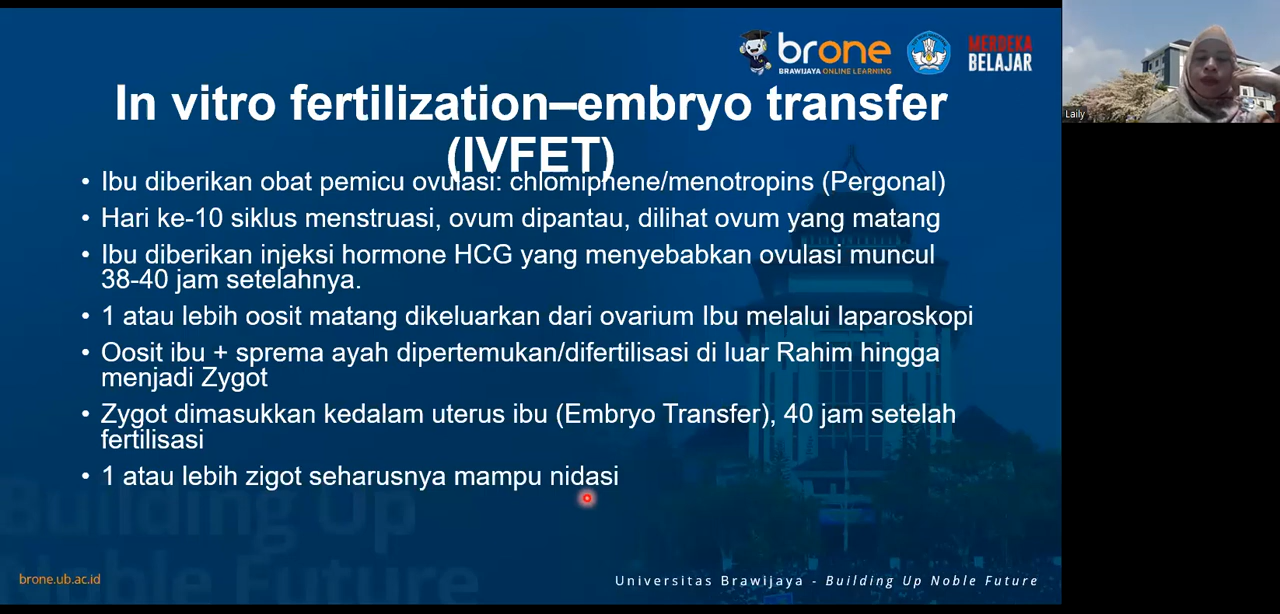 brone
BRAWIJAYA ONLINE LEARNING
MERDEKA
BELAJAR
Laily
In vitro fertilization–embryo transfer
(IVFET)
• Ibu diberikan obat pemicu ovulasi: chlomiphene/menotropins (Pergonal)
• Hari ke-10 siklus menstruasi, ovum dipantau, dilihat ovum yang matang
• Ibu diberikan injeksi hormone HCG yang menyebabkan ovulasi muncul
38-40 jam setelahnya.
• 1 atau lebih oosit matang dikeluarkan dari ovarium Ibu melalui laparoskopi
• Oosit ibu + sprema ayah dipertemukan/difertilisasi di luar Rahim hingga
menjadi Zygot
• Zygot dimasukkan kedalam uterus ibu (Embryo Transfer), 40 jam setelah
fertilisasi
• 1 atau lebih zigot seharusnya mampu nidasi
Building Up
Noble Future
brone.ub.ac.id
Universitas Brawijaya - Building Up Noble Future